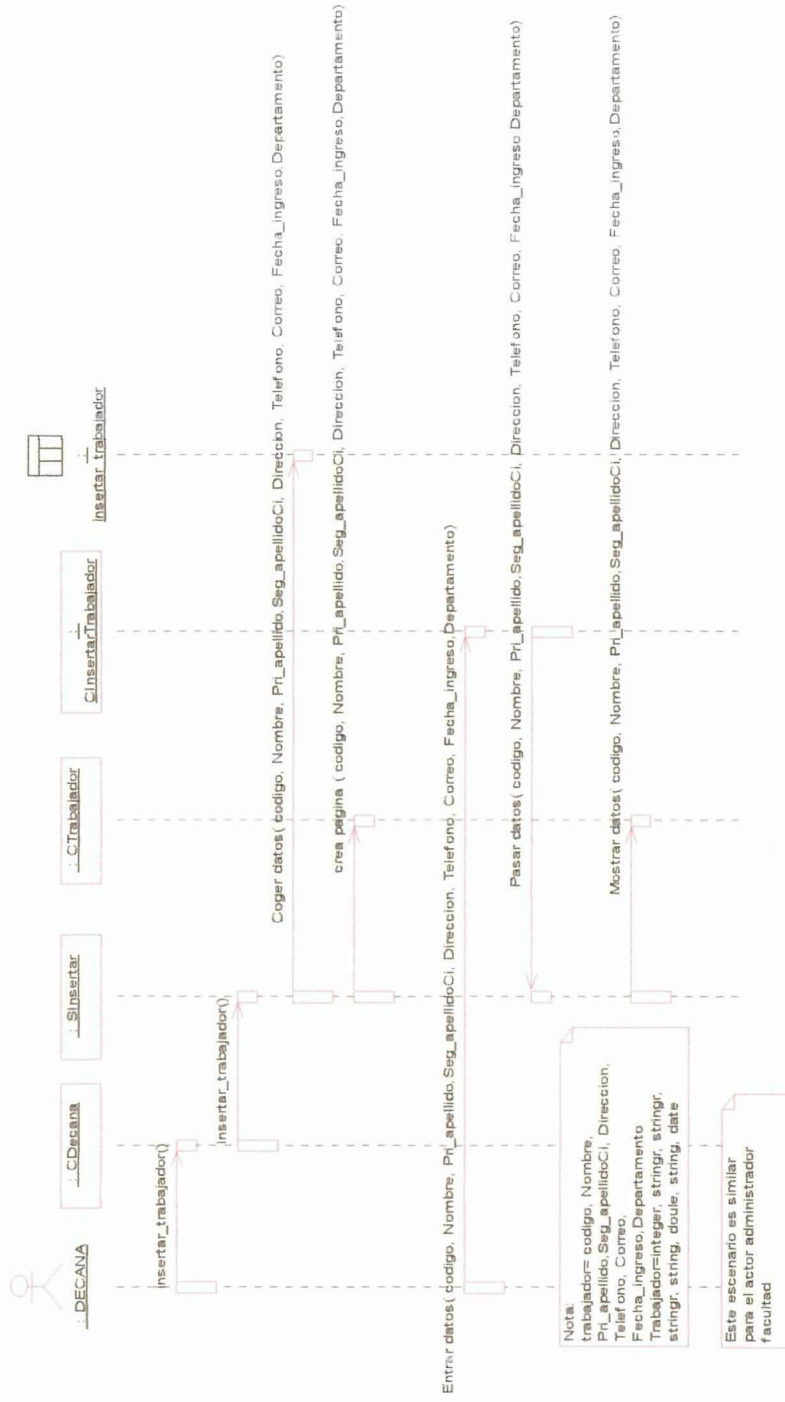 : DECANA
: CDecana
: SInsertar
: CTrabajador
:
CInsertarTrabajador
:
insertar_trabajador
insertar_trabajador()
insertar_trabajador()
Coger datos( codigo, Nombre, Pri_apellido,Seg_apellidoCi, Direccion, Telefono, Correo, Fecha_ingreso,Departamento)
crea pagina ( codigo, Nombre, Pri_apellido,Seg_apellidoCi, Direccion, Telefono, Correo, Fecha_ingreso,Departamento)
Entrar datos( codigo, Nombre, Pri_apellido,Seg_apellidoCi, Direccion, Telefono, Correo, Fecha_ingreso,Departamento)
Pasar datos( codigo, Nombre, Pri_apellido,Seg_apellidoCi, Direccion, Telefono, Correo, Fecha_ingreso Departamento)
Mostrar datos( codigo, Nombre, Pri_apellido,Seg_apellidoCi, Direccion, Telefono, Correo, Fecha_ingreso,Departamento)
Nota:
trabajador= codigo, Nombre,
Pri_apellido,Seg_apellidoCi, Direccion,
Telefono, Correo,
Fecha_ingreso,Departamento
Trabajador=integer, stringr, stringr,
stringr, string, doule, string, date
Este escenario es similar
para el actor administrador
facultad